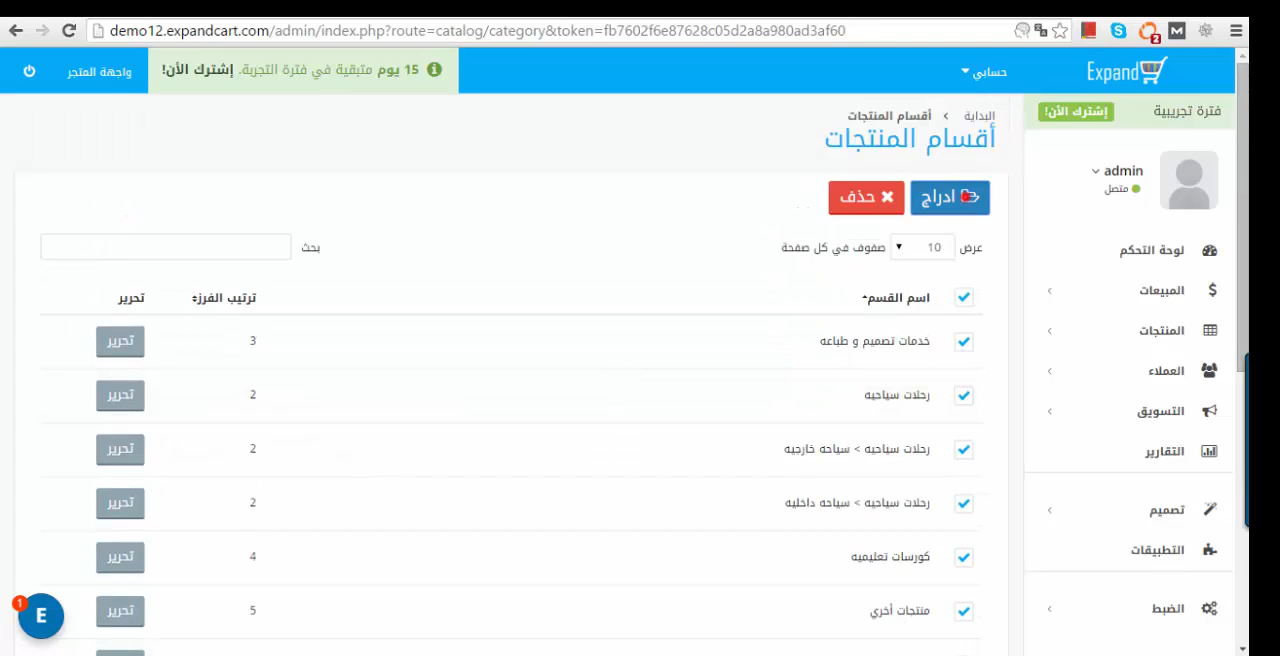 demo12.expandcart.com/admin/index.php?route=catalog/category&token=fb7602f6e87628c05d2a8a980ad3af60
2
M
Expand
حسابي
15 يوم متبقية في فترة التجربة. إشترك الأن!
واجهة المتجر
فترة تجريبية
إشترك الأن!
admin
متصل
لوحة التحكم
المبيعات
المنتجات
العملاء
التسويق
التقارير
تصميم
التطبيقات
الضبط
البداية › أقسام المنتجات
أقسام المنتجات
ادراج
حذف
عرض 10 صفوف في كل صفحة
بحث
اسم القسم ترتيب الفرز تحرير
خدمات تصميم و طباعه 3 تحرير
رحلات سياحيه 2 تحرير
رحلات سياحيه > سياحه خارجيه 2 تحرير
رحلات سياحيه > سياحه داخليه 2 تحرير
كورسات تعليميه 4 تحرير
منتجات أخري 5 تحرير
1
E